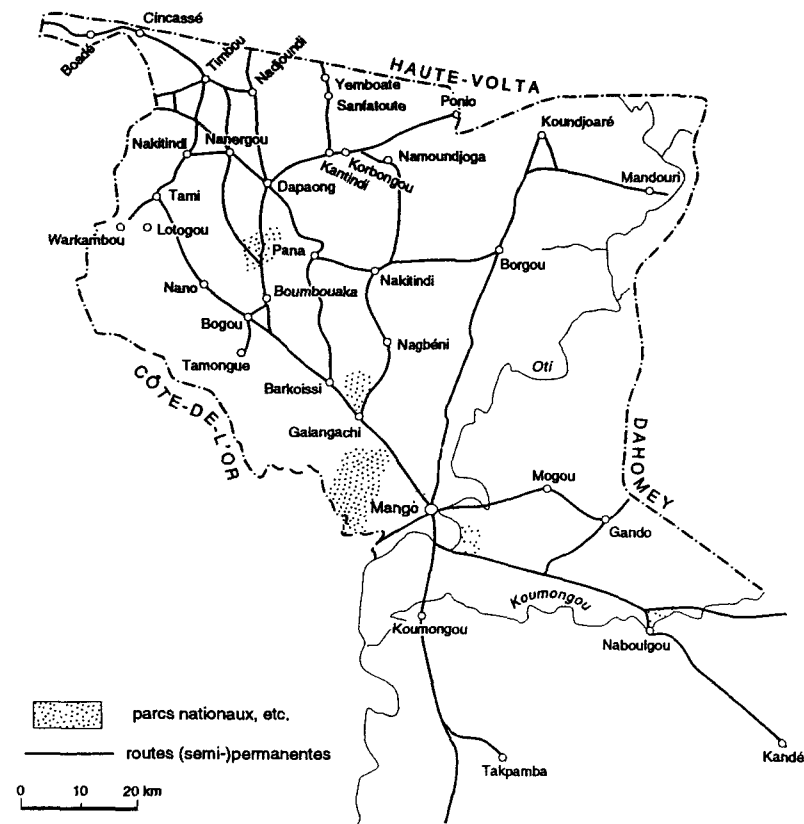 Cincassé
Boadé
Timbou
Nadjoundi
HAUTE-VOLTA
Yemboate
Sanfatoute
Ponio
Koundjoaré
Nakitindi
Nanergou
Kantindi
Korbongou
Namoundjoga
Mandouri
Dapaong
Tami
Warkambou
Lotogou
Pana
Nakitindi
Borgou
Nano
Boumbouaka
Bogou
Tamongue
Nagbéni
Oti
Barkoissi
CÔTE-DE-L'OR
Galangachi
DAHOMEY
Mogou
Mango
Gando
Koumongou
Koumongou
Naboulgou
parcs nationaux, etc.
routes (semi-)permanentes
Takpamba
Kandé
0 10 20 km